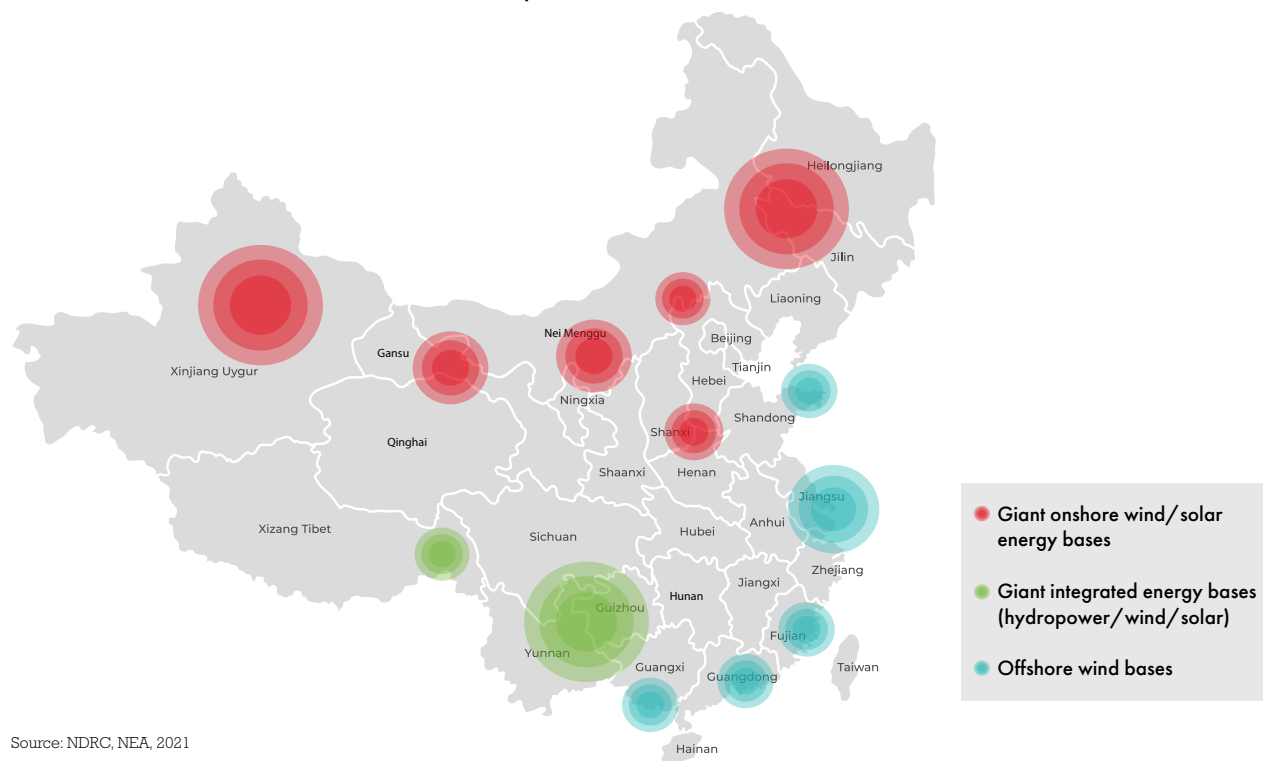 Heilongjiang
Jilin
Liaoning
Nei Menggu
Beijing
Gansu
Tianjin
Xinjiang Uygur
Hebei
Ningxia
Shandong
Shanxi
Qinghai
Shaanxi
Henan
Jiangsu
Anhui
Xizang Tibet
Hubei
Sichuan
Zhejiang
Jiangxi
Hunan
Guizhou
Fujian
Yunnan
Guangxi
Taiwan
Guangdong
Hainan
Giant onshore wind/solar
energy bases
Giant integrated energy bases
(hydropower/wind/solar)
Offshore wind bases
Source: NDRC, NEA, 2021